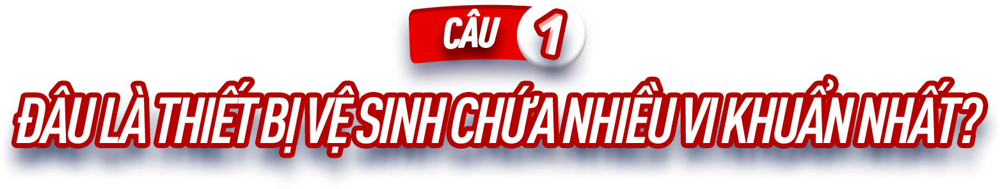 CÂU 1
ĐÂU LÀ THIẾT BỊ VỆ SINH CHỨA NHIỀU VI KHUẨN NHẤT?